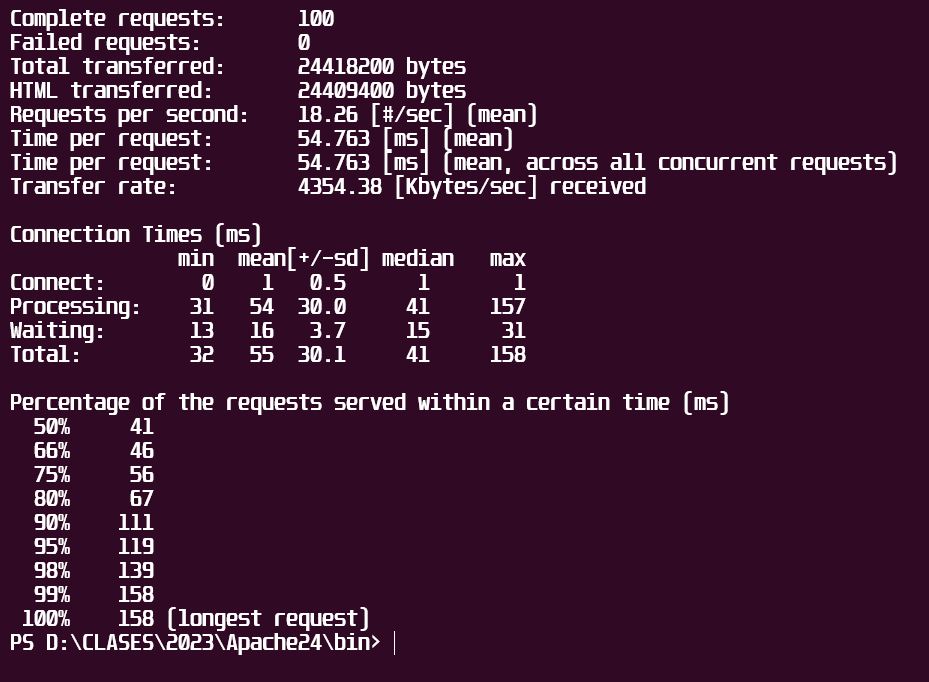 Complete requests:      100
Failed requests:        0
Total transferred:      24418200 bytes
HTML transferred:       24409400 bytes
Requests per second:    18.26 [#/sec] (mean)
Time per request:       54.763 [ms] (mean)
Time per request:       54.763 [ms] (mean, across all concurrent requests)
Transfer rate:          4354.38 [Kbytes/sec] received

Connection Times (ms)
              min  mean[+/-sd] median   max
Connect:        0    1   0.5      1       1
Processing:    31   54  30.0     41     157
Waiting:       13   16   3.7     15      31
Total:         32   55  30.1     41     158

Percentage of the requests served within a certain time (ms)
  50%     41
  66%     46
  75%     56
  80%     67
  90%    111
  95%    119
  98%    139
  99%    158
 100%    158 (longest request)
PS D:\CLASES\2023\Apache24\bin>